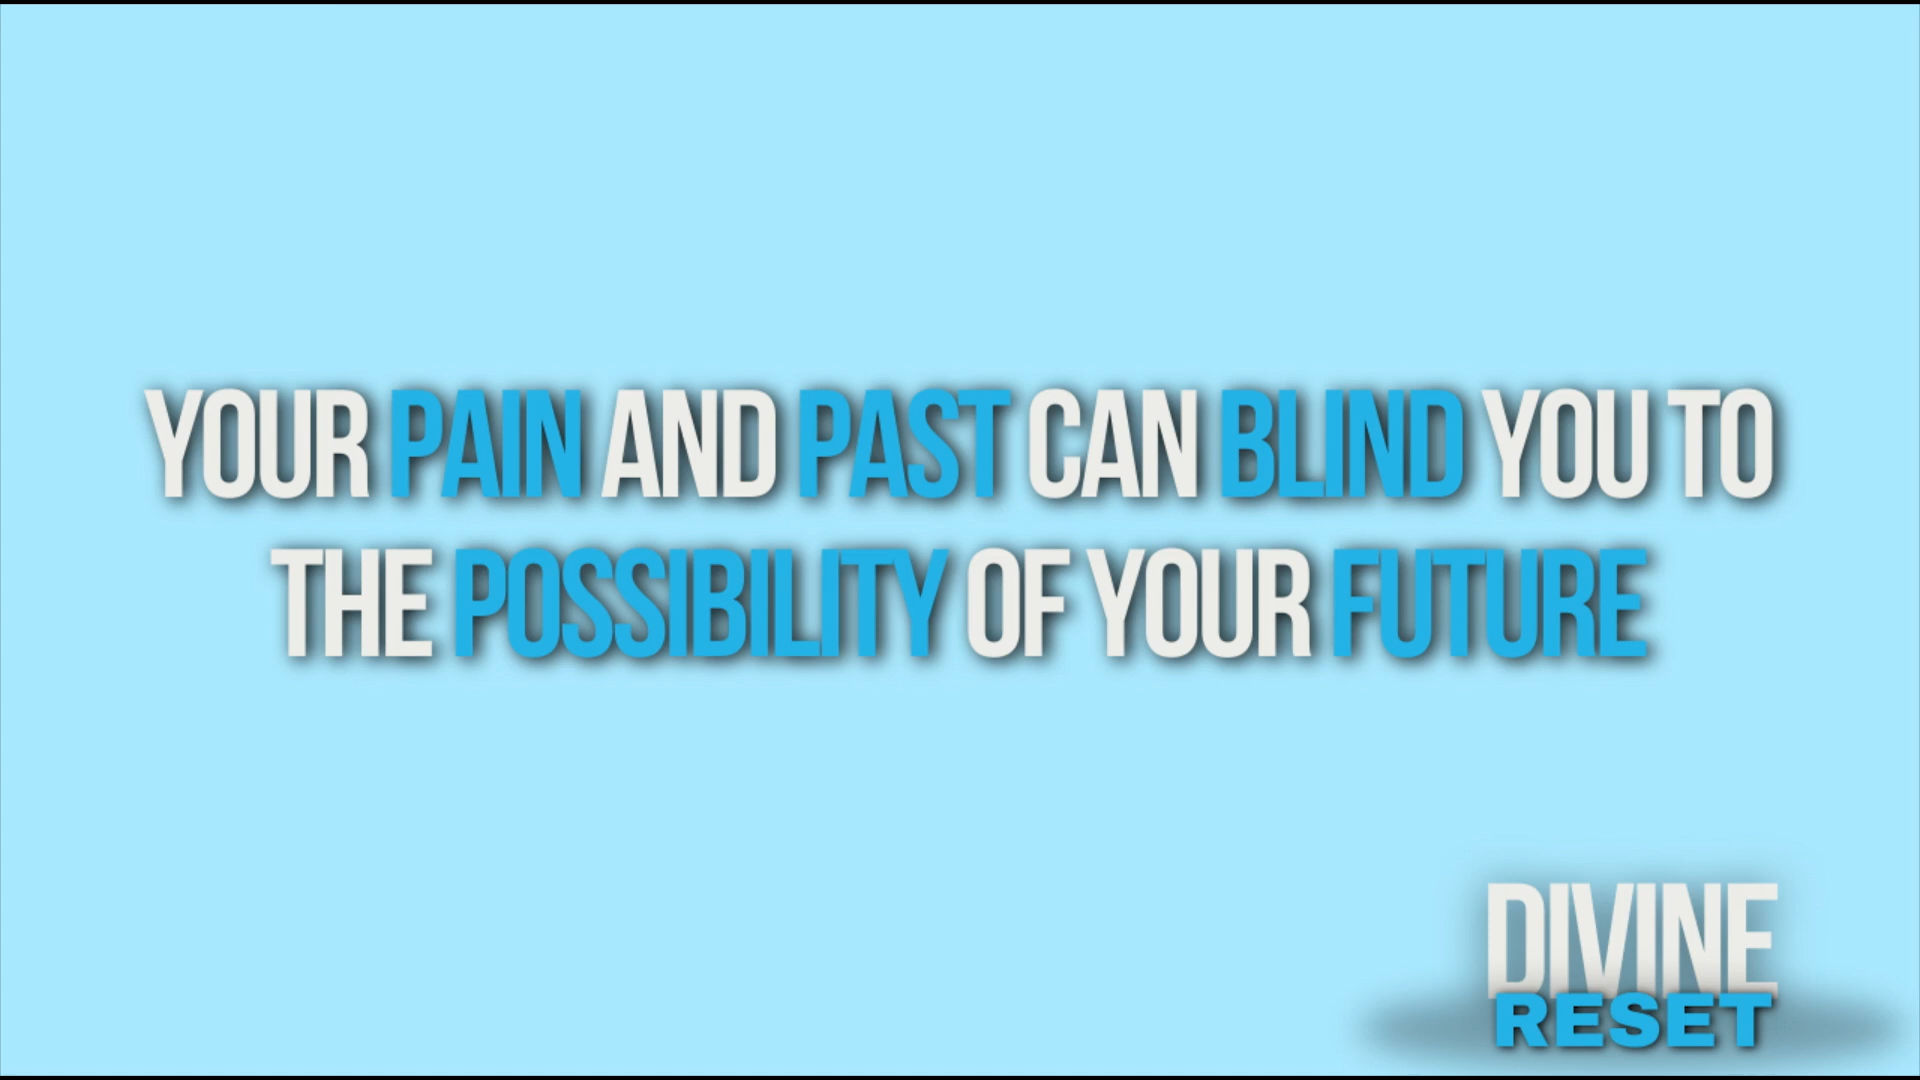 YOUR PAIN AND PAST CAN BLIND YOU TO
THE POSSIBILITY OF YOUR FUTURE
DIVINE
RESET